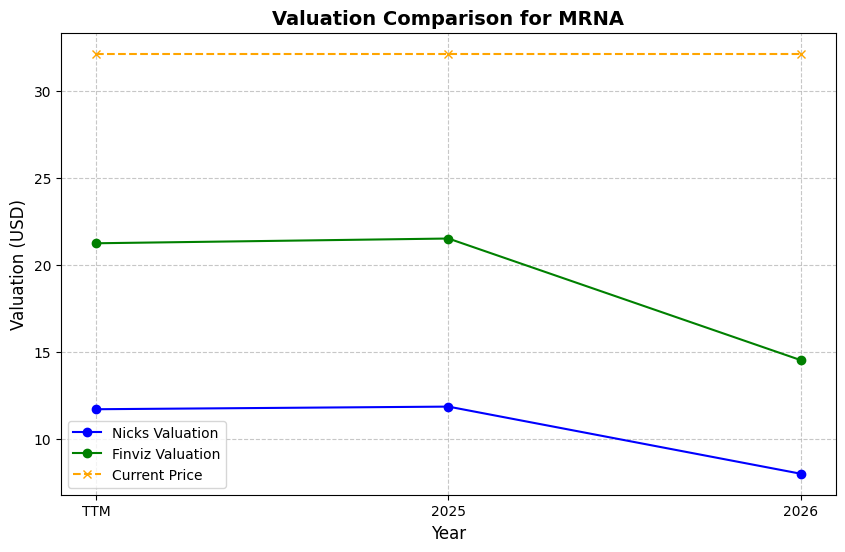 Valuation Comparison for MRNA
Valuation (USD)
30
25
20
15
10
Nicks Valuation
Finviz Valuation
Current Price
TTM 2025 2026
Year